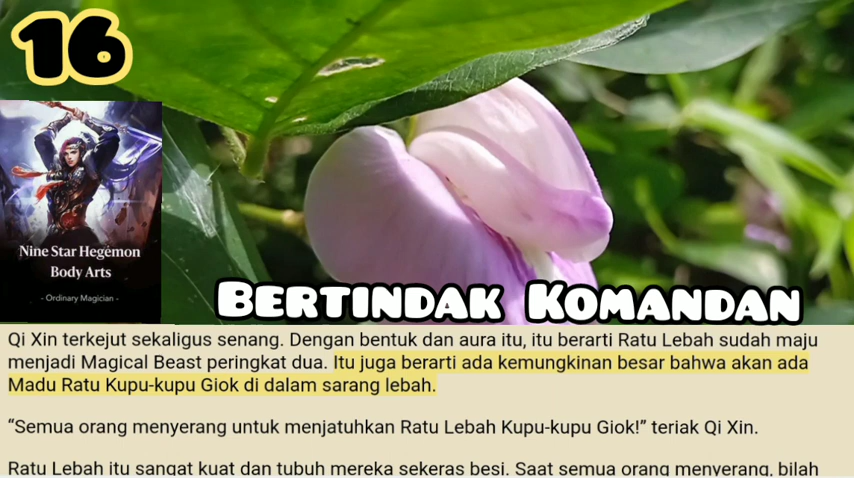 16
Nine Star Hegemon
Body Arts
- Ordinary Magician -
BERTINDAK KOMANDAN
Qi Xin terkejut sekaligus senang. Dengan bentuk dan aura itu, itu berarti Ratu Lebah sudah maju
menjadi Magical Beast peringkat dua. Itu juga berarti ada kemungkinan besar bahwa akan ada
Madu Ratu Kupu-kupu Giok di dalam sarang lebah.
“Semua orang menyerang untuk menjatuhkan Ratu Lebah Kupu-kupu Giok!” teriak Qi Xin.
Ratu Lebah itu sangat kuat dan tubuh mereka sekeras besi. Saat semua orang menyerang, bilah